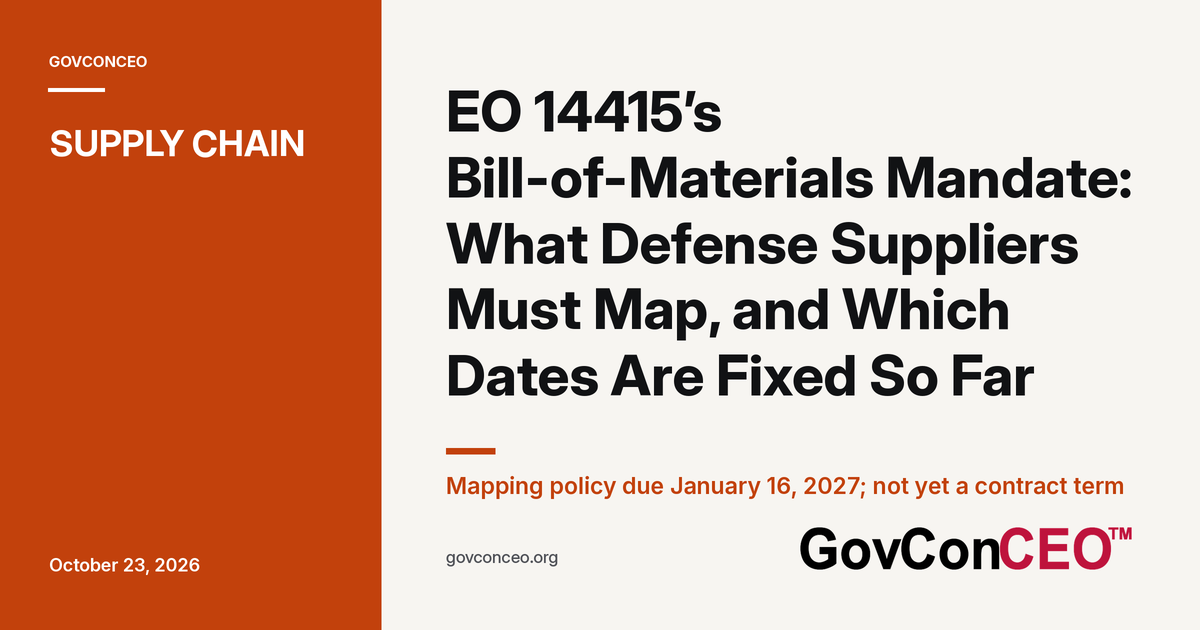 GOVCONCEO
SUPPLY CHAIN
October 23, 2026
EO 14415’s
Bill-of-Materials Mandate:
What Defense Suppliers
Must Map, and Which
Dates Are Fixed So Far
Mapping policy due January 16, 2027; not yet a contract term
govconceo.org
GovConCEO™